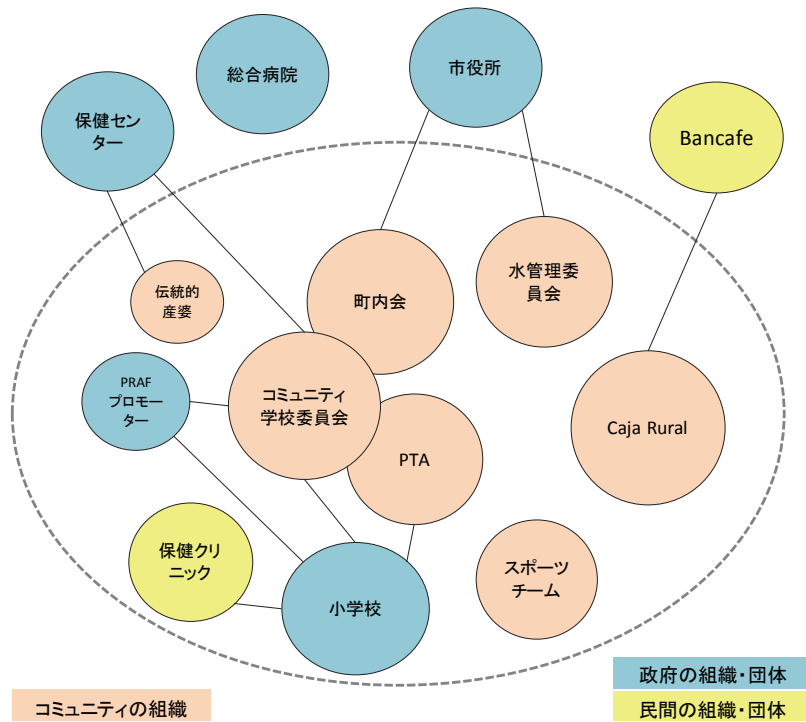 総合病院
市役所
保健セン
ター
Bancafe
伝統的
産婆
町内会
水管理委
員会
PRAF
プロモー
ター
コミュニティ
学校委員会
PTA
Caja Rural
保健クリ
ニック
小学校
スポーツ
チーム
コミュニティの組織
政府の組織・団体
民間の組織・団体